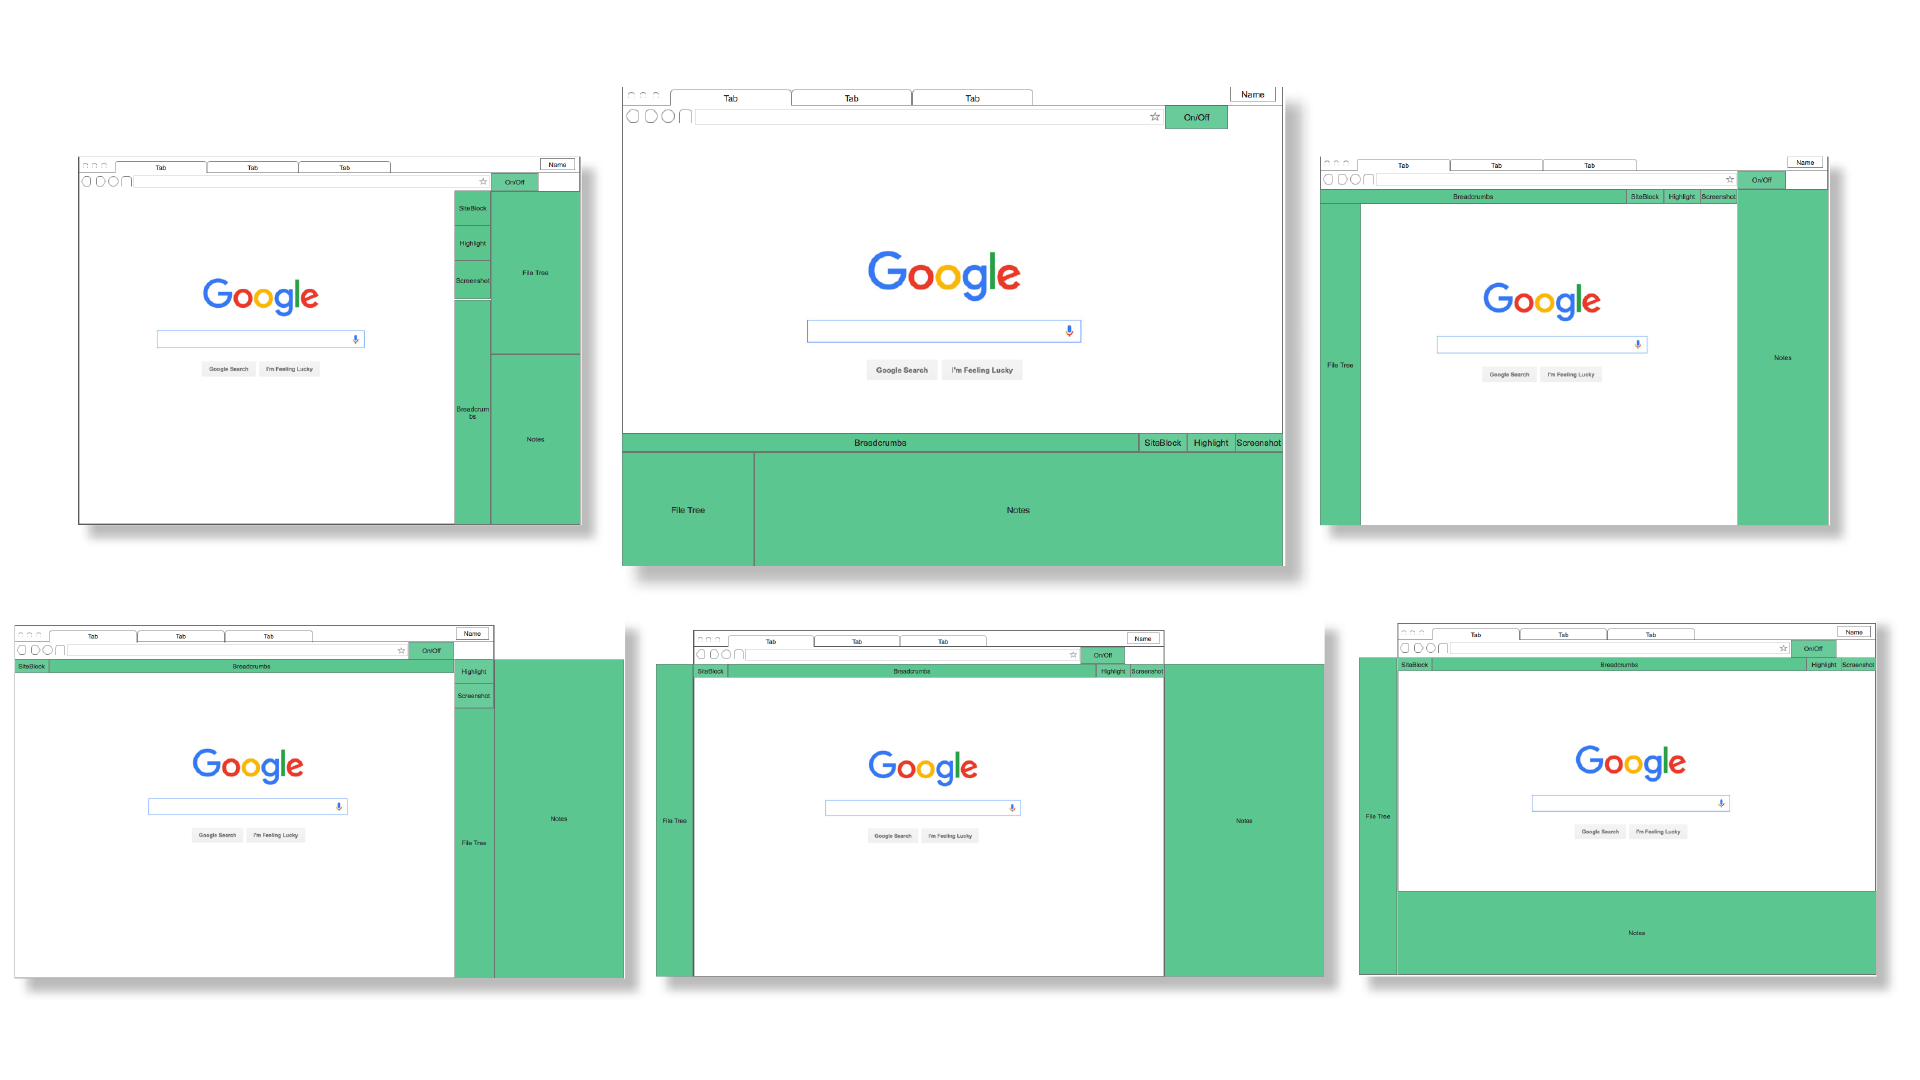 Tab Tab Tab Name
On/Off
SiteBlock
Highlight
Screenshot
File Tree
Google
Google Search I'm Feeling Lucky
Breadcrum
bs
Notes
Tab Tab Tab Name
On/Off
Google
Google Search I'm Feeling Lucky
Breadcrumbs SiteBlock Highlight Screenshot
File Tree Notes
Tab Tab Tab Name
On/Off
Breadcrumbs SiteBlock Highlight Screenshot
Google
File Tree Notes
Google Search I'm Feeling Lucky
Tab Tab Tab Name
On/Off
SiteBlock Breadcrumbs Highlight
Screenshot
Google
Notes
Google Search I'm Feeling Lucky
File Tree
Tab Tab Tab Name
On/Off
SiteBlock Breadcrumbs Highlight Screenshot
Google
File Tree Notes
Google Search I'm Feeling Lucky
Tab Tab Tab Name
On/Off
SiteBlock Breadcrumbs Highlight Screenshot
Google
File Tree
Google Search I'm Feeling Lucky
Notes